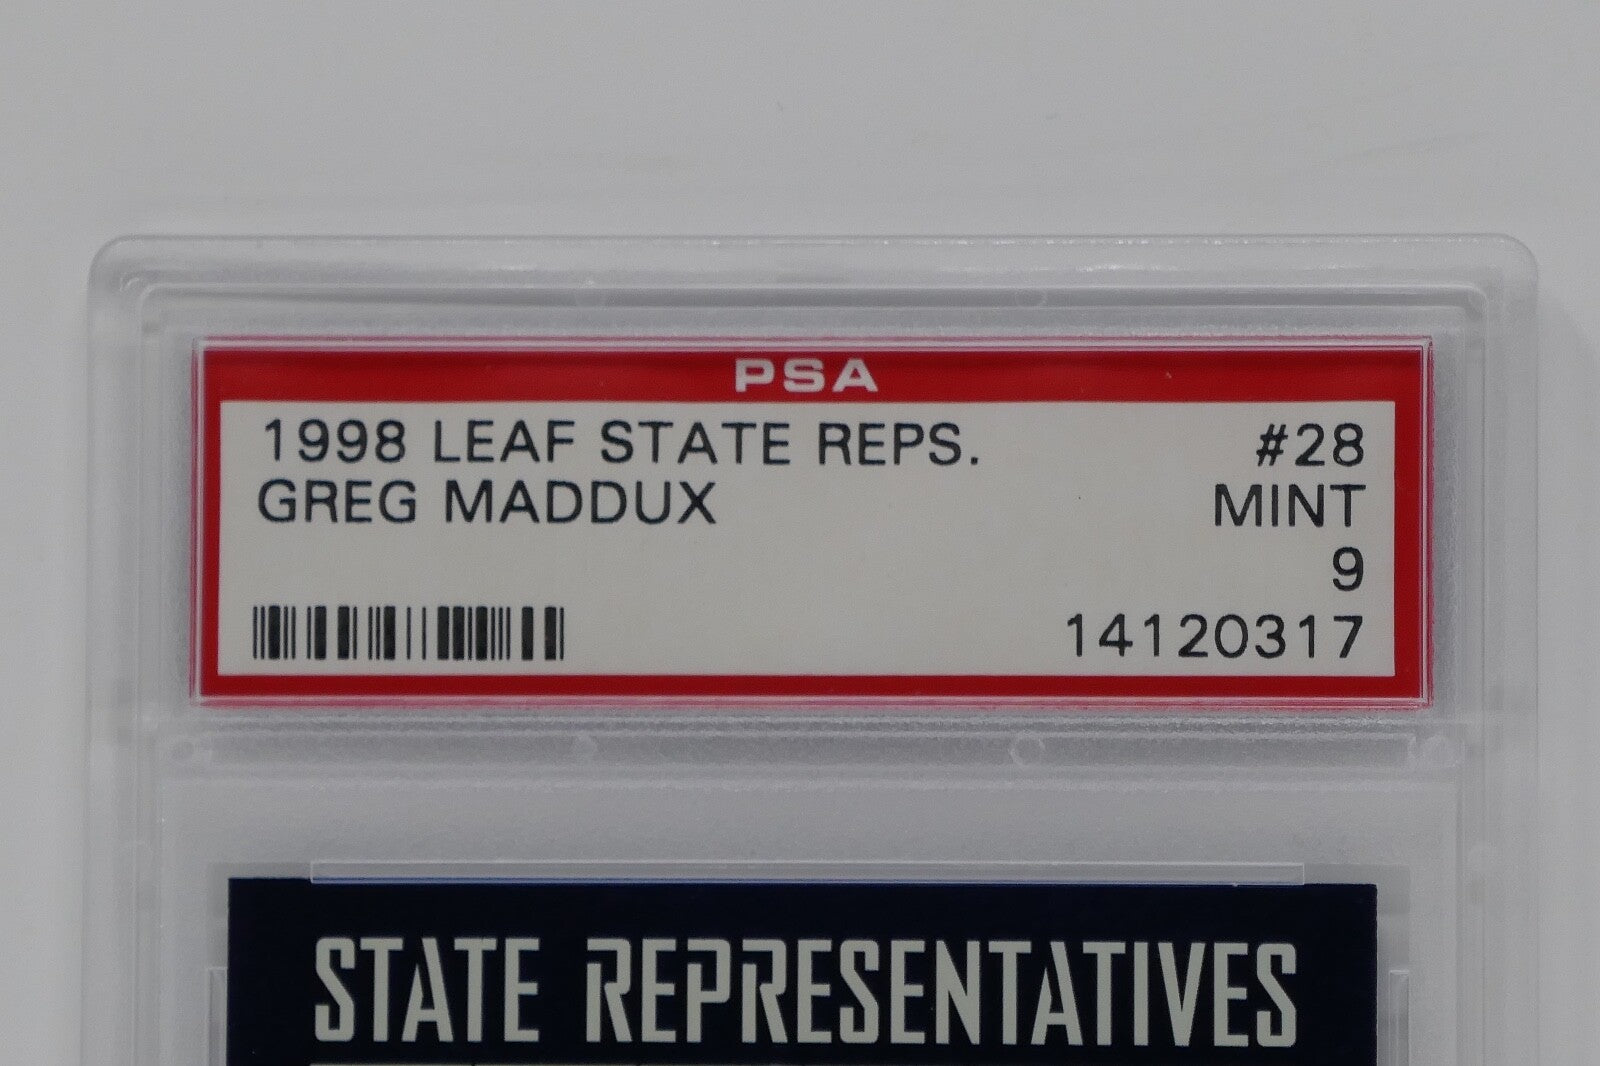 PSA
1998 LEAF STATE REPS. #28
GREG MADDUX MINT
9
14120317
STATE REPRESENTATIVES